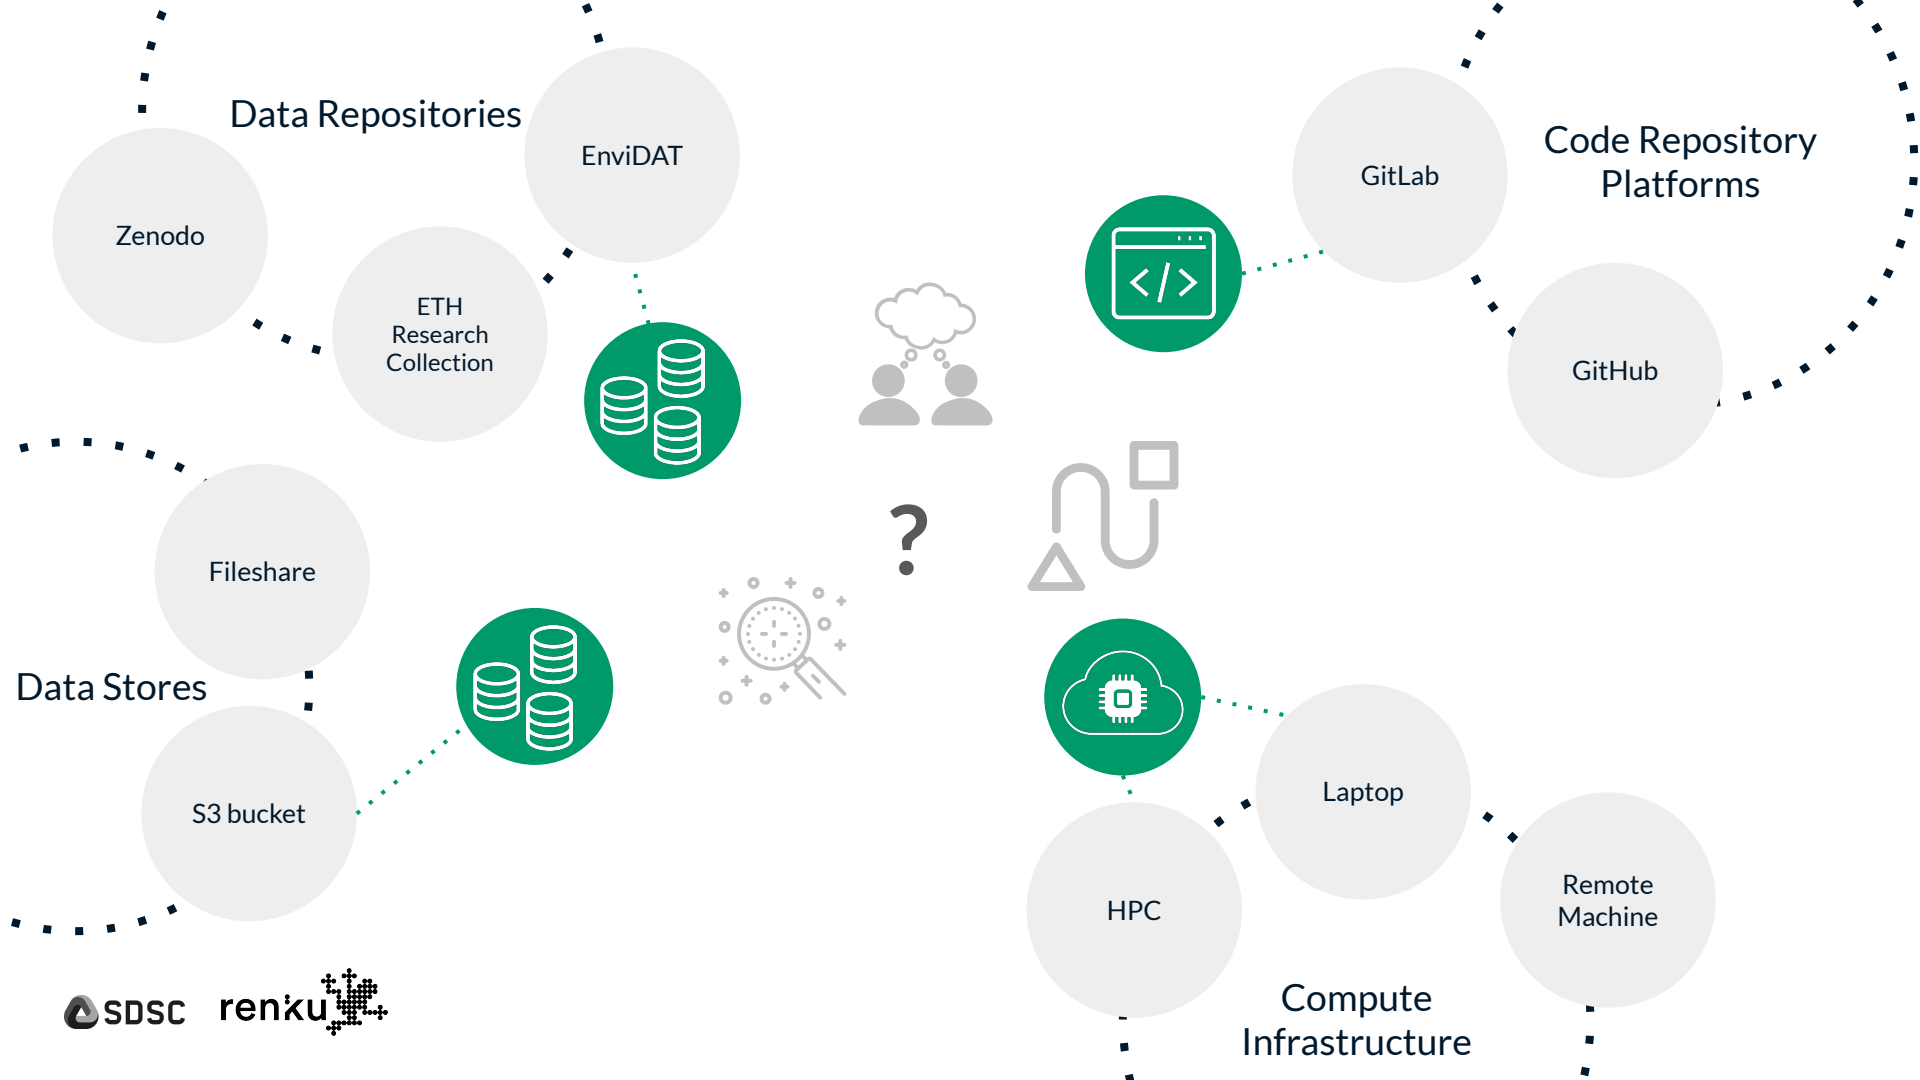 Data Repositories
EnviDAT
Zenodo
ETH
Research
Collection
GitLab
Code Repository
Platforms
GitHub
</>
?
Fileshare
Data Stores
S3 bucket
Laptop
HPC
Remote
Machine
Compute
Infrastructure
SDSC
renku